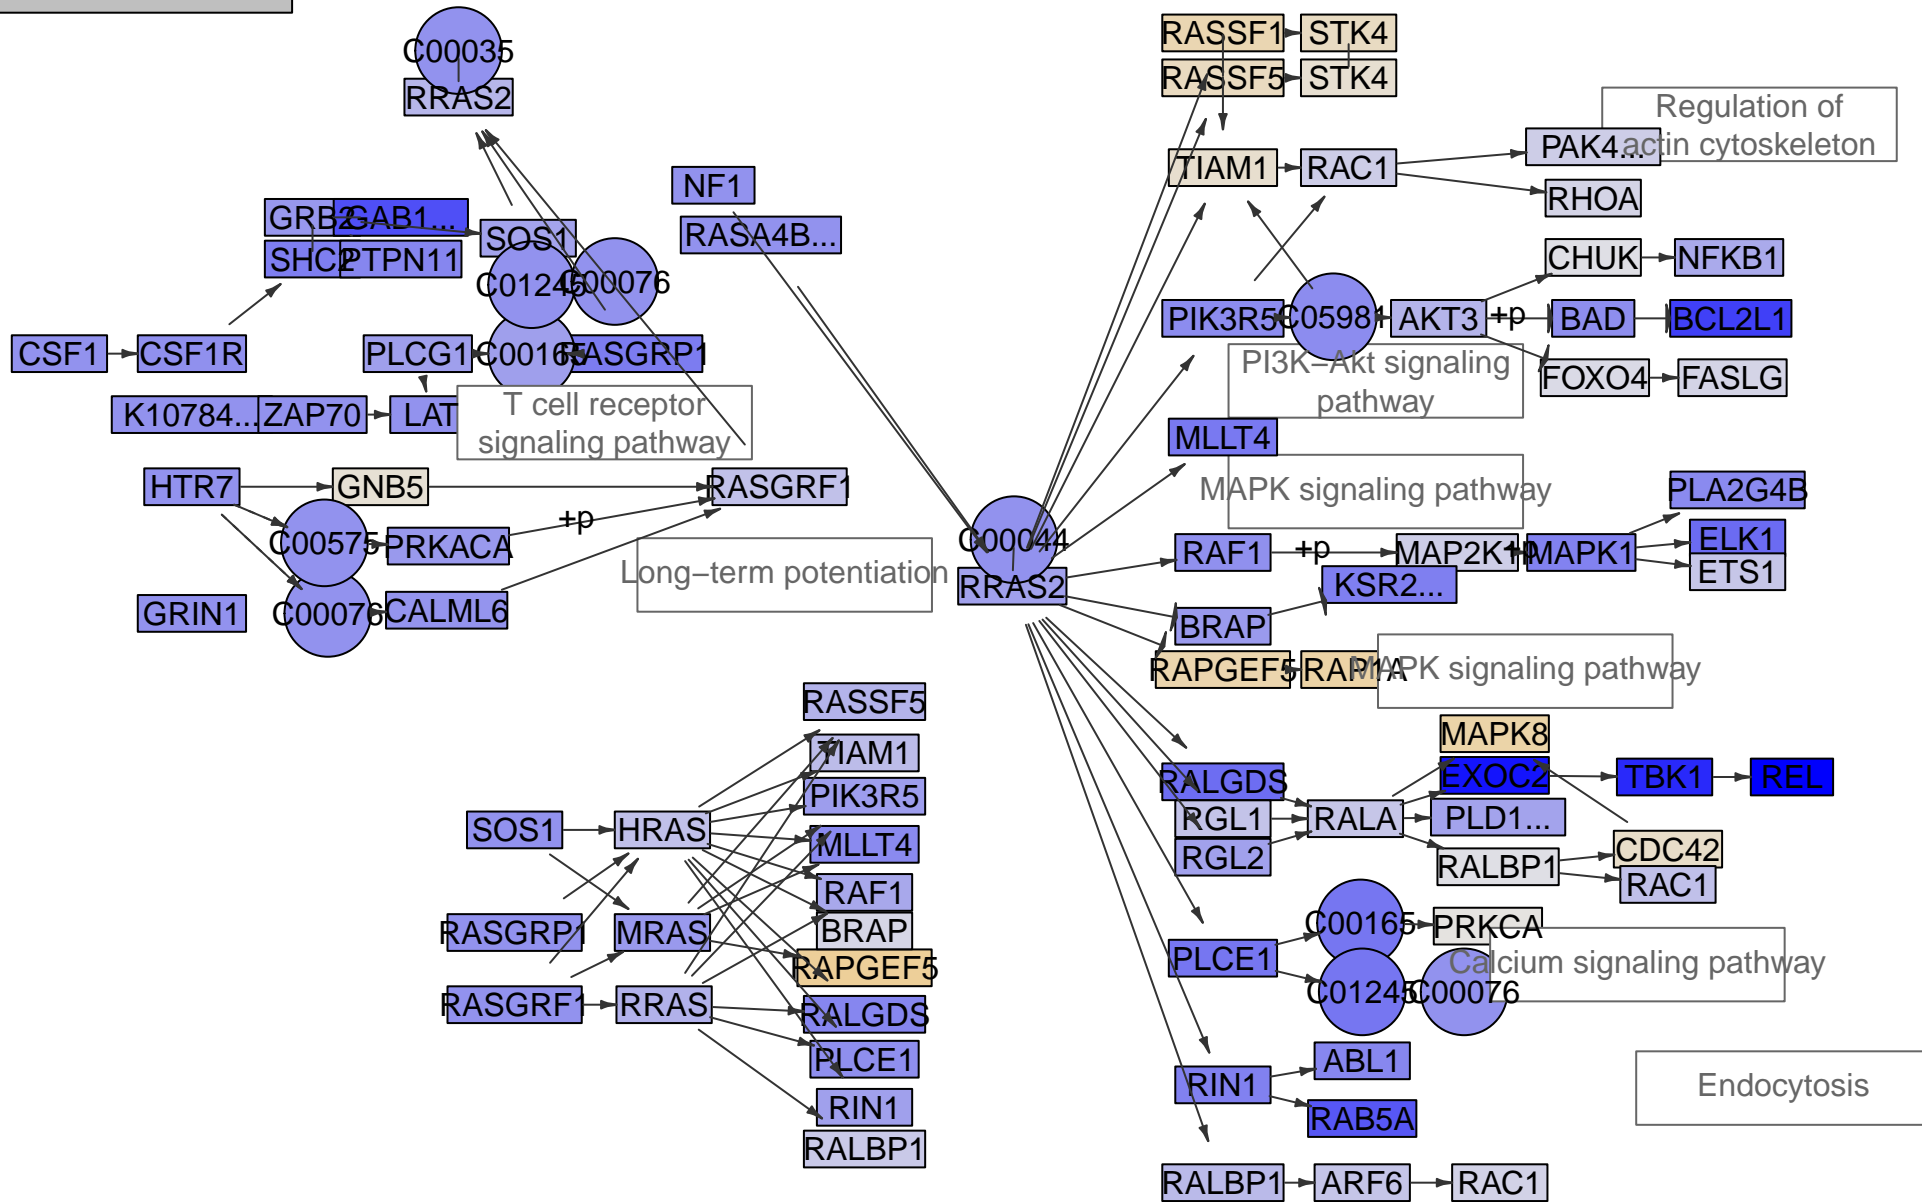 C00035
RRAS2
NF1
RASA4B...
GRB2
GAB1...
SHC2
PTPN11
SOS1
C01245
C00076
CSF1
CSF1R
PLCG1
C00165
RASGRP1
K10784...
ZAP70
LAT
T cell receptor
signaling pathway
HTR7
GNB5
RASGRF1
C00575
PRKACA
+p
C00076
CALML6
GRIN1
Long−term potentiation
C00044
RRAS2
RASSF5
TIAM1
PIK3R5
MLLT4
RAF1
BRAP
RAPGEF5
RALGDS
PLCE1
RIN1
RALBP1
SOS1
HRAS
RASGRP1
MRAS
RASGRF1
RRAS
RASSF1
STK4
RASSF5
STK4
Regulation of
actin cytoskeleton
PAK4...
TIAM1
RAC1
RHOA
CHUK
NFKB1
PIK3R5
C05981
AKT3
+p
BAD
BCL2L1
PI3K−Akt signaling
pathway
FOXO4
FASLG
MLLT4
MAPK signaling pathway
PLA2G4B
RAF1
+p
MAP2K1
+p
MAPK1
ELK1
ETS1
KSR2...
BRAP
RAPGEF5
RAP1A
MAPK signaling pathway
MAPK8
RALGDS
EXOC2
TBK1
REL
RGL1
RALA
PLD1...
RGL2
RALBP1
CDC42
RAC1
C00165
PRKCA
PLCE1
Calcium signaling pathway
C01245
C00076
RIN1
ABL1
RAB5A
Endocytosis
RALBP1
ARF6
RAC1